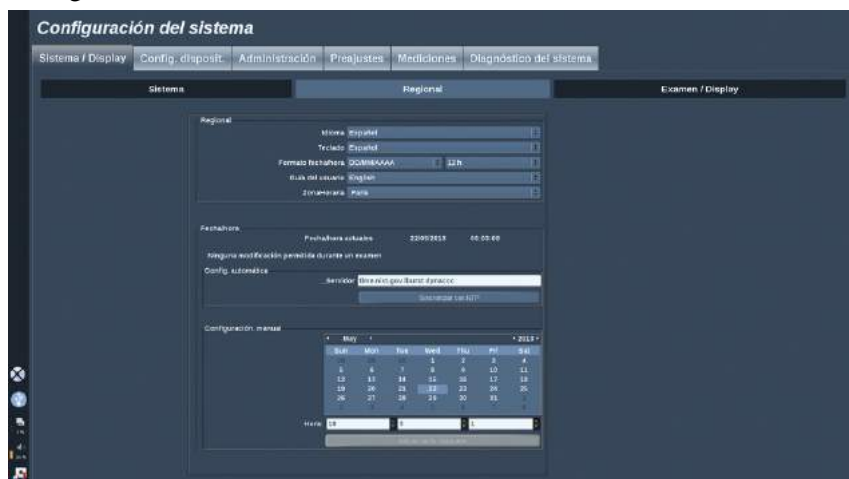 Configuración del sistema
Sistema / Display Config. disposit. Administración Preajustes Mediciones Diagnóstico del sistema
Sistema Regional Examen / Display
Regional
Idioma Español
Teclado Español
Formato fecha/hora DD/MM/AAAA 12 h
Guía del usuario English
Zona Horaria Paris
Fecha/hora
Fecha/hora actuales 22/05/2013
Ninguna modificación permitida durante un examen
Config. automática
Servidor
Configuración manual
May 2013
Sun Mon Tue Wed Thu Fri Sat
1 2 3 4
5 6 7 8 9 10 11
12 13 14 15 16 17 18
19 20 21 22 23 24 25
26 27 28 29 30 31
Hora